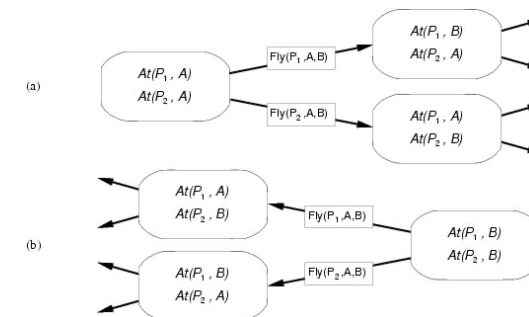 (a)
At(P₁, A)
At(P₂, A)
Fly(P₁,A,B)
Fly(P₂,A,B)
At(P₁, B)
At(P₂, A)
At(P₁, A)
At(P₂, B)
(b)
At(P₁, A)
At(P₂, B)
At(P₁, B)
At(P₂, A)
Fly(P₁,A,B)
Fly(P₂,A,B)
At(P₁, B)
At(P₂, B)